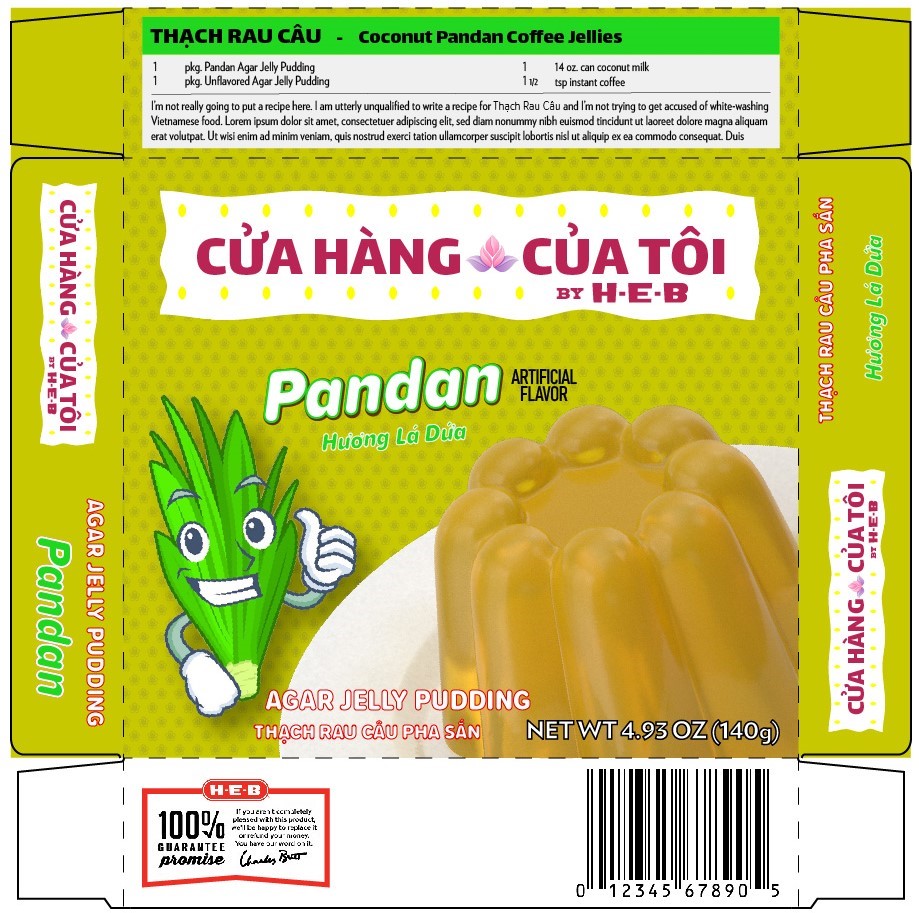 THẠCH RAU CÂU - Coconut Pandan Coffee Jellies
1 pkg. Pandan Agar Jelly Pudding 1 14 oz. can coconut milk
1 pkg. Unflavored Agar Jelly Pudding 1 1/2 tsp instant coffee
I'm not really going to put a recipe here. I am utterly unqualified to write a recipe for Thạch Rau Câu and I'm not trying to get accused of white-washing
Vietnamese food. Lorem ipsum dolor sit amet, consectetuer adipiscing elit, sed diam nonummy nibh euismod tincidunt ut laoreet dolore magna aliquam
erat volutpat. Ut wisi enim ad minim veniam, quis nostrud exerci tation ullamcorper suscipit lobortis nisl ut aliquip ex ea commodo consequat. Duis
CỬA HÀNG CỦA TÔI
BY H-E-B
CỬA HÀNG CỦA TÔI
BY H-E-B
THẠCH RAU CÂU PHA SẴN
Hương Lá Dứa
Pandan
ARTIFICIAL
FLAVOR
Hương Lá Dứa
AGAR JELLY PUDDING
Pandan
CỬA HÀNG CỦA TÔI
BY H-E-B
AGAR JELLY PUDDING
THẠCH RAU CÂU PHA SẴN
NET WT 4.93 OZ (140g)
H-E-B
100%
GUARANTEE
promise
If you aren't completely
pleased with this product,
we'll be happy to replace it
or refund your money.
You have our word on it.
Charles Butt
0 12345 67890 5